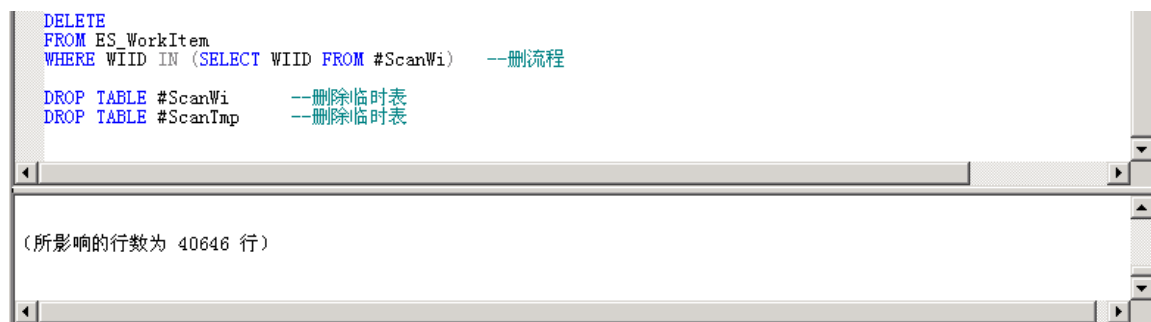 DELETE
FROM ES_WorkItem
WHERE WIID IN (SELECT WIID FROM #ScanWi)   --删流程
DROP TABLE #ScanWi      --删除临时表
DROP TABLE #ScanTmp     --删除临时表
（所影响的行数为 40646 行）